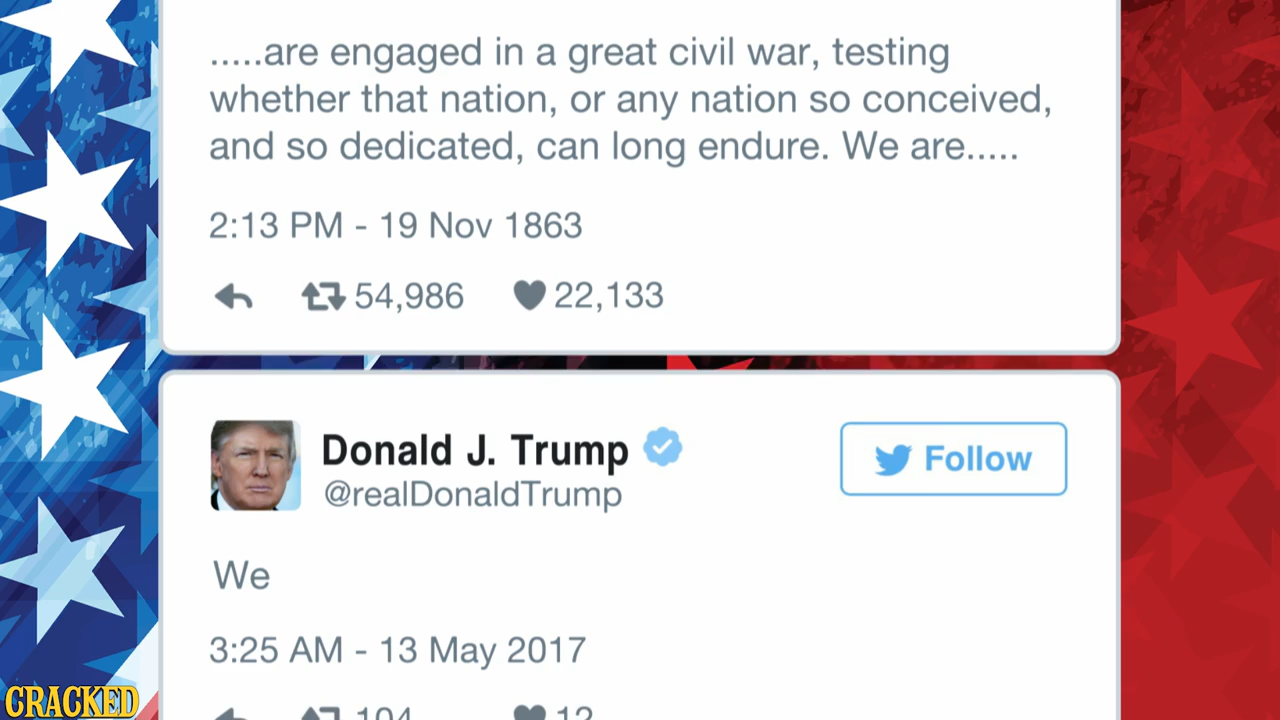 .....are engaged in a great civil war, testing
whether that nation, or any nation so conceived,
and so dedicated, can long endure. We are.....
2:13 PM - 19 Nov 1863
54,986 22,133
Donald J. Trump
Follow
@realDonaldTrump
We
3:25 AM - 13 May 2017
104 12
CRACKED